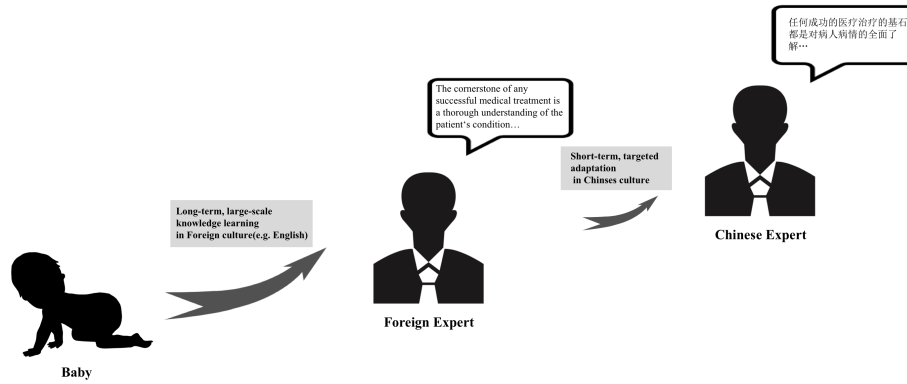 任何成功的医疗治疗的基石
都是对病人病情的全面了
解…
The cornerstone of any
successful medical treatment is
a thorough understanding of the
patient‘s condition…
Short-term, targeted
adaptation
in Chinses culture
Chinese Expert
Long-term, large-scale
knowledge learning
in Foreign culture(e.g. English)
Foreign Expert
Baby